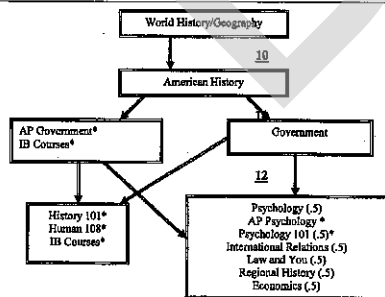 World History/Geography
10
American History
11
AP Government*
IB Courses*
Government
12
History 101*
Human 108*
IB Courses*
Psychology (.5)
AP Psychology *
Psychology 101 (.5)*
International Relations (.5)
Law and You (.5)
Regional History (.5)
Economics (.5)